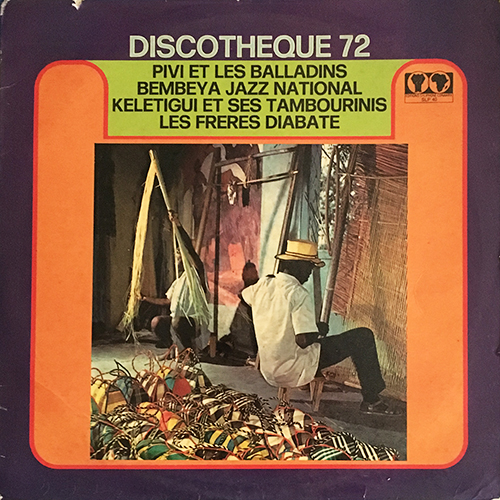 DISCOTHEQUE 72
PIVI ET LES BALLADINS
BEMBEYA JAZZ NATIONAL
KELETIGUI ET SES TAMBOURINIS
LES FRERES DIABATE
SLP 40